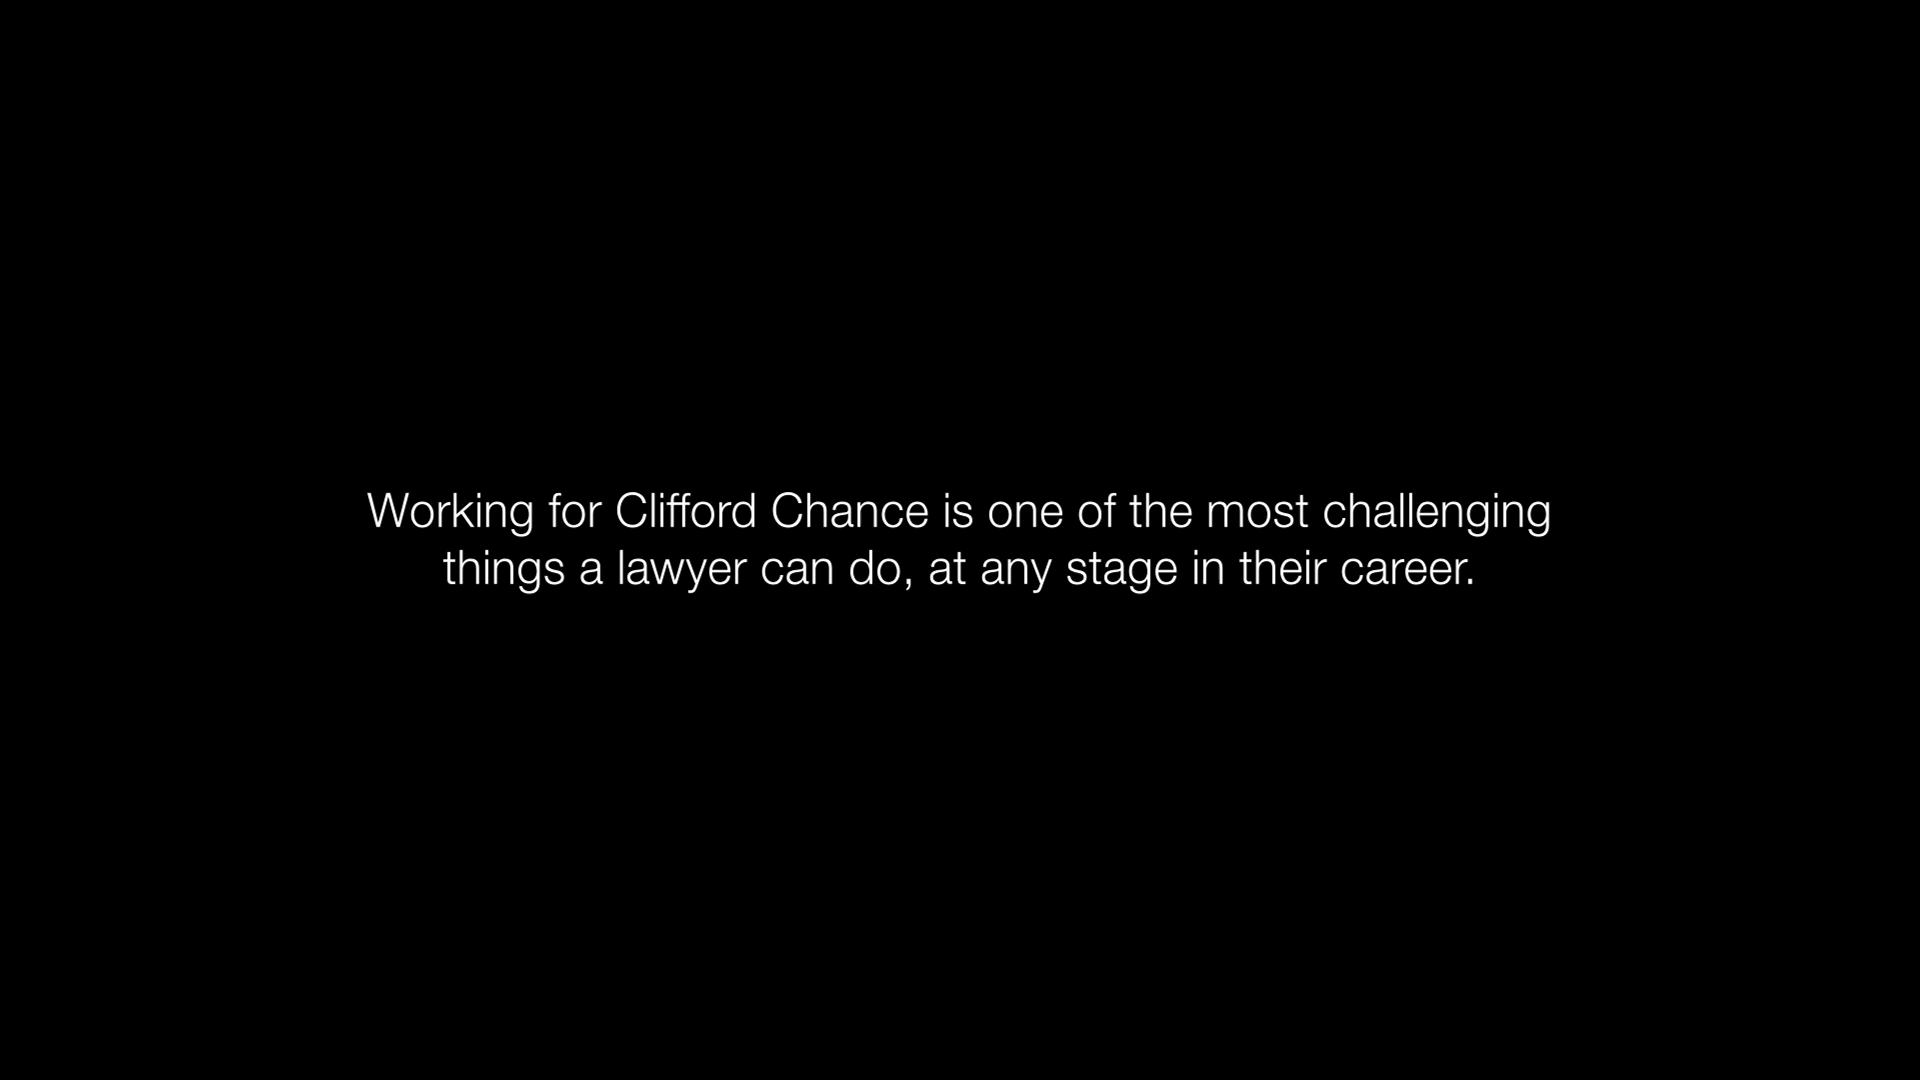 Working for Clifford Chance is one of the most challenging
things a lawyer can do, at any stage in their career.